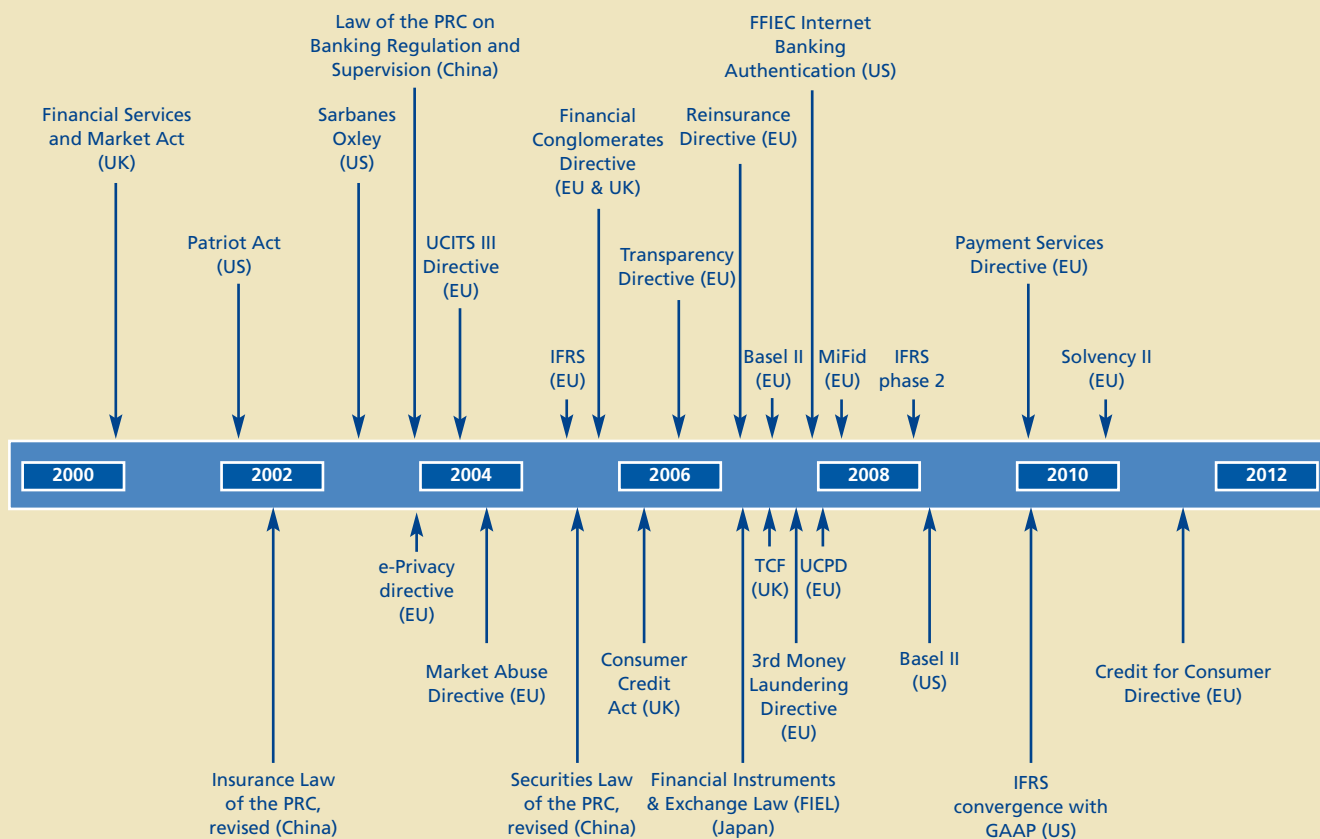 Law of the PRC on
Banking Regulation and
Supervision (China)
FFIEC Internet
Banking
Authentication (US)
Financial Services
and Market Act
(UK)
Sarbanes
Oxley
(US)
Financial
Conglomerates
Directive
(EU & UK)
Reinsurance
Directive (EU)
Patriot Act
(US)
UCITS III
Directive
(EU)
Transparency
Directive (EU)
Payment Services
Directive (EU)
IFRS
(EU)
Basel II
(EU)
MiFid
(EU)
IFRS
phase 2
Solvency II
(EU)
2000
2002
2004
2006
2008
2010
2012
e-Privacy
directive
(EU)
TCF
(UK)
UCPD
(EU)
Market Abuse
Directive (EU)
Consumer
Credit
Act (UK)
3rd Money
Laundering
Directive
(EU)
Basel II
(US)
Credit for Consumer
Directive (EU)
Insurance Law
of the PRC,
revised (China)
Securities Law
of the PRC,
revised (China)
Financial Instruments
& Exchange Law (FIEL)
(Japan)
IFRS
convergence with
GAAP (US)